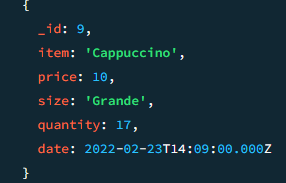 {
_id: 9,
item: 'Cappuccino',
price: 10,
size: 'Grande',
quantity: 17,
date: 2022-02-23T14:09:00.000Z
}